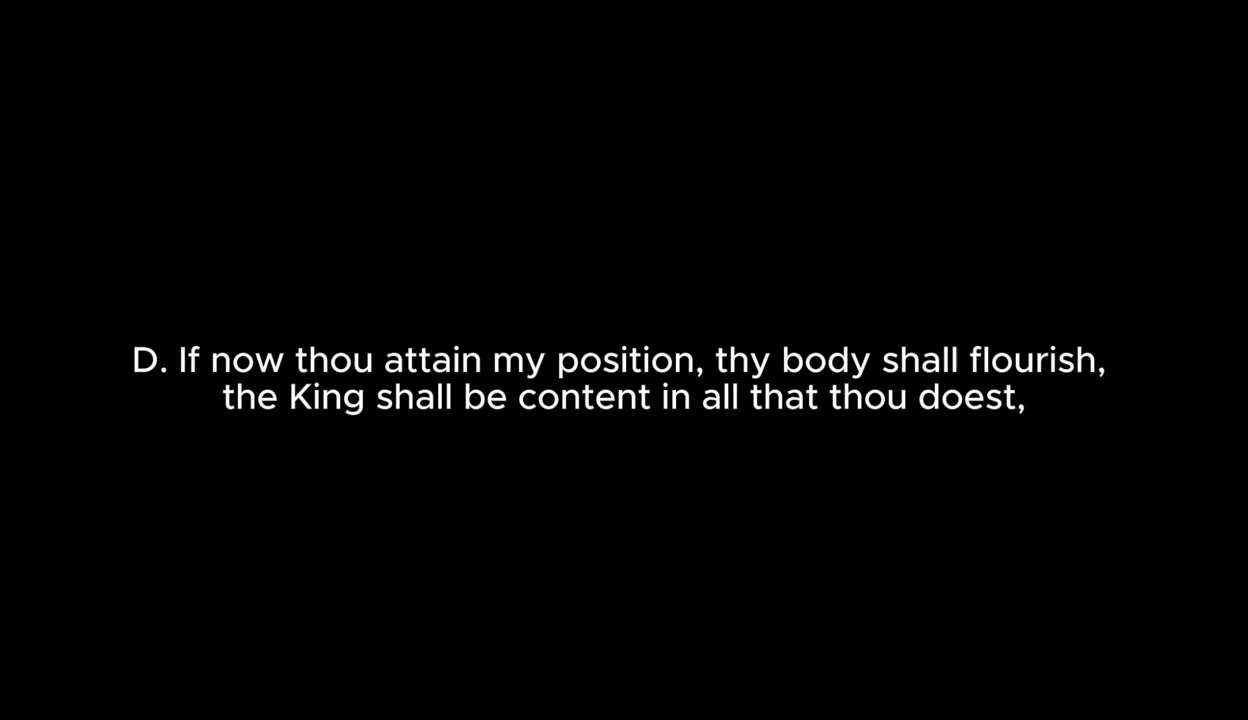 D. If now thou attain my position, thy body shall flourish,
the King shall be content in all that thou doest,